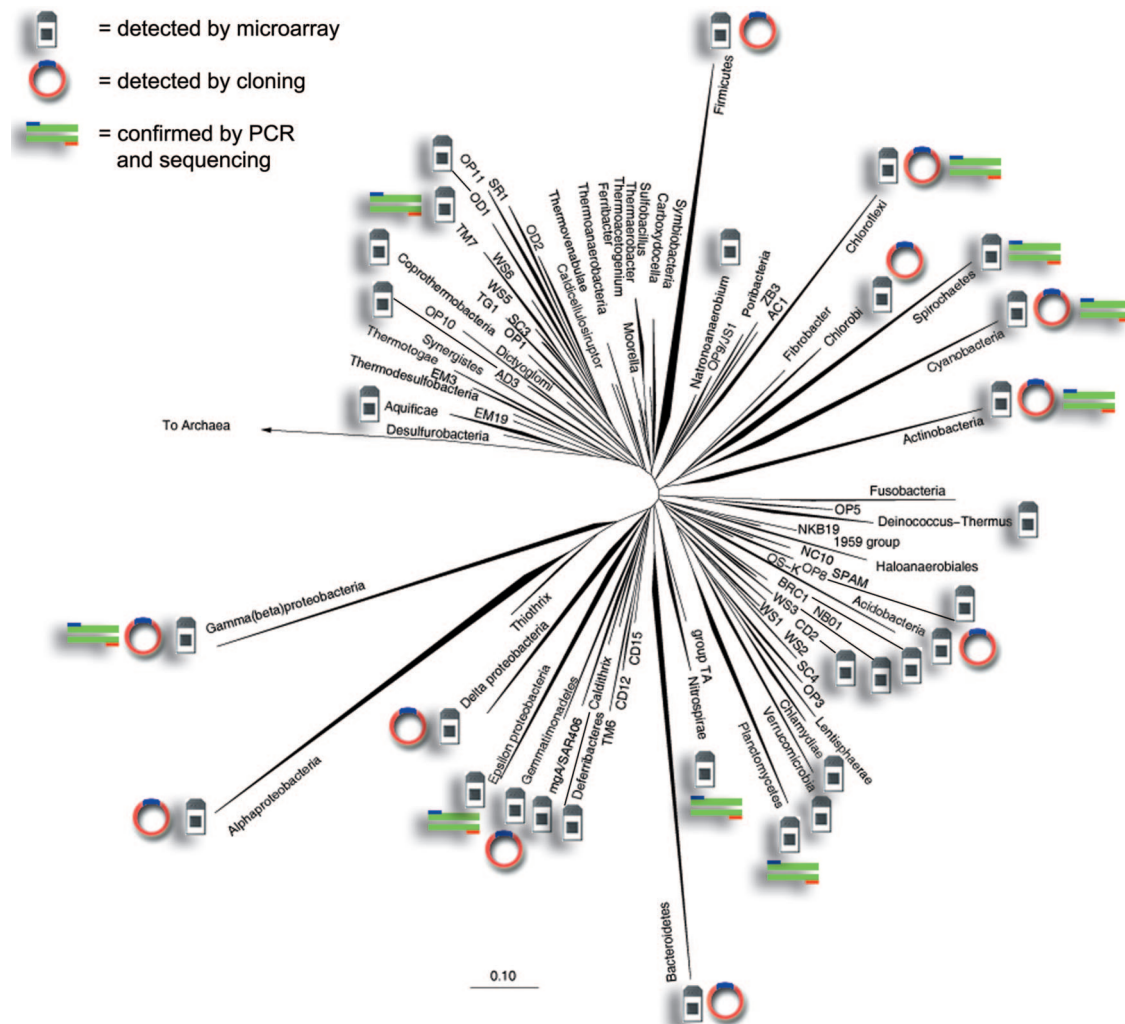 = detected by microarray
= detected by cloning
= confirmed by PCR
and sequencing
Firmicutes
Chloroflexi
Chlorobi
Spirochaetes
Cyanobacteria
Actinobacteria
Fibrobacter
AC1
ZB3
Poribacteria
OP9/JS1
Natronoanaerobium
Symbiobacteria
Carboxydocella
Sulfobacillus
Thermaerobacter
Thermoacetogenium
Ferribacter
Thermoanaerobacteria
Moorella
Caldicellulosiruptor
Thermovenabulae
OD2
SR1
OP11
OD1
TM7
WS6
WS5
SC3
TG1
OP1
Coprothermobacteria
Dictyoglomi
OP10
AD3
Synergistes
Thermotogae
EM3
Thermodesulfobacteria
Aquificae
EM19
Desulfurobacteria
To Archaea
Fusobacteria
OP5
Deinococcus-Thermus
NKB19
1959 group
Haloanaerobiales
NC10
SPAM
OP8
OS-K
Acidobacteria
BRC1
NB01
WS3
CD2
WS1
WS2
SC4
OP3
Lentisphaerae
Chlamydiae
Verrucomicrobia
Planctomycetes
group TA
Nitrospirae
Bacteroidetes
CD15
CD12
TM6
Caldithrix
Deferribacteres
mgA/SAR406
Gemmatimonadetes
Epsilon proteobacteria
Delta proteobacteria
Thiothrix
Alphaproteobacteria
Gamma(beta)proteobacteria
0.10